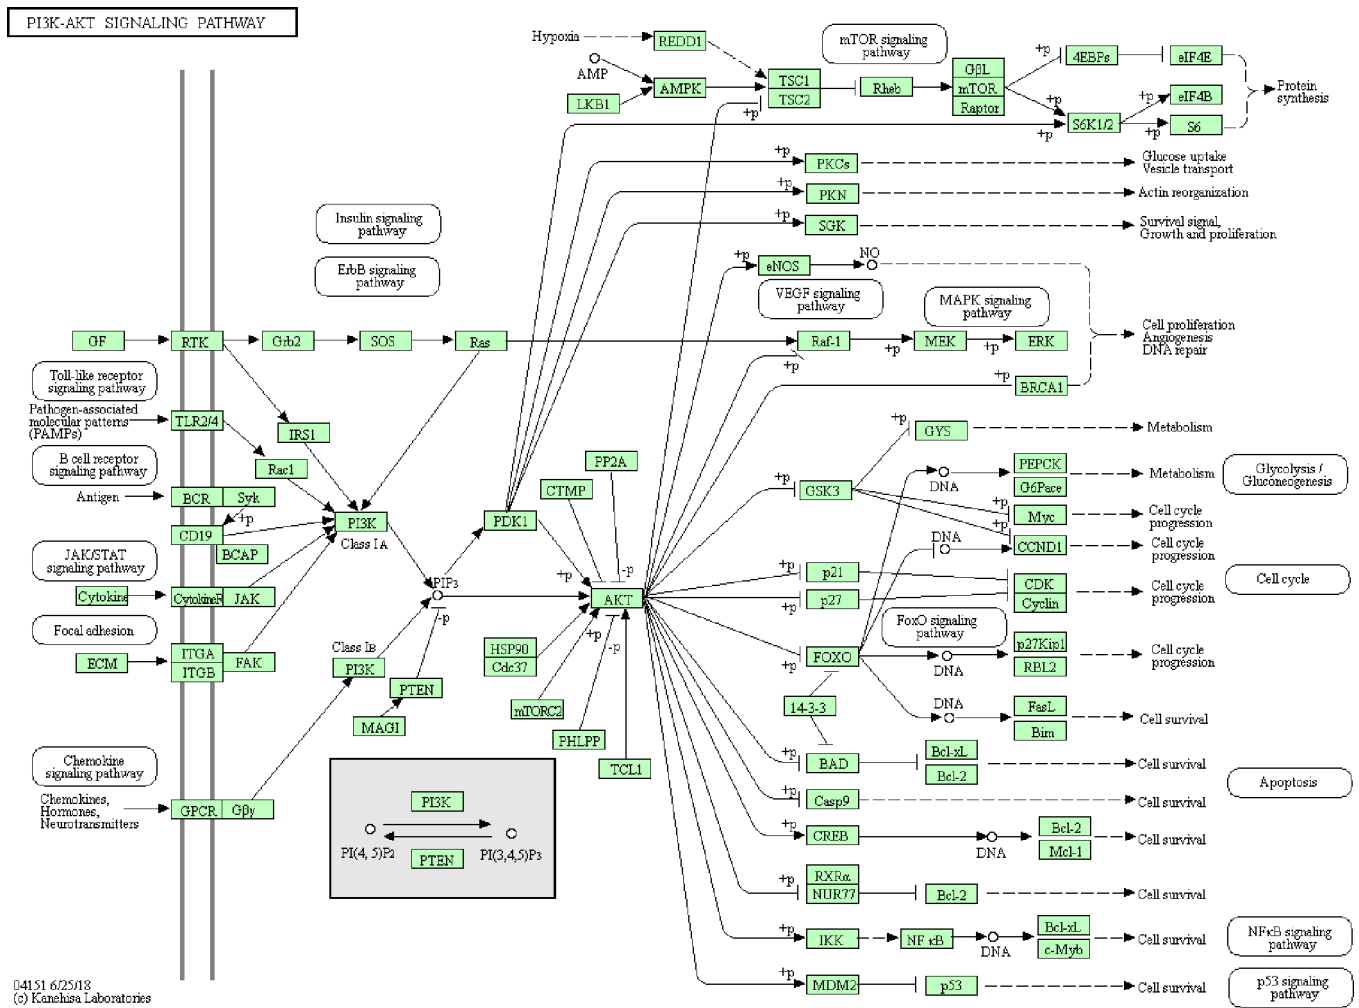 PI3K-AKT SIGNALING PATHWAY
Hypoxia
REDD1
AMP
LKB1
AMPK
TSC1
TSC2
+p
mTOR signaling
pathway
Rheb
GβL
mTOR
Raptor
+p
4EBPs
eIF4E
+p
+p
eIF4B
S6K1/2
+p
+p
S6
Protein
synthesis
+p
PKCs
Glucose uptake
Vesicle transport
+p
PKN
Actin reorganization
+p
SGK
Survival signal,
Growth and proliferation
Insulin signaling
pathway
ErbB signaling
pathway
+p
eNOS
NO
VEGF signaling
pathway
MAPK signaling
pathway
GF
RTK
Grb2
SOS
Ras
Raf-1
+p
+p
MEK
+p
ERK
BRCA1
Cell proliferation
Angiogenesis
DNA repair
Toll-like receptor
signaling pathway
Pathogen-associated
molecular patterns
(PAMPs)
TLR2/4
IRS1
Rac1
B cell receptor
signaling pathway
Antigen
BCR
Syk
+p
CD19
BCAP
PI3K
Class IA
JAK/STAT
signaling pathway
Cytokine
CytokineR
JAK
Focal adhesion
ECM
ITGA
ITGB
FAK
Chemokine
signaling pathway
Chemokines,
Hormones,
Neurotransmitters
GPCR
Gβγ
PDK1
PIP3
-p
Class IB
PI3K
PTEN
MAGI
PP2A
CTMP
+p
-p
AKT
HSP90
Cdc37
+p
-p
mTORC2
PHLPP
TCL1
PI3K
PI(4, 5)P2
PI(3,4,5)P3
PTEN
+p
GYS
Metabolism
+p
GSK3
DNA
PEPCK
G6Pace
Metabolism
Glycolysis /
Gluconeogenesis
+p
Myc
Cell cycle
progression
+p
DNA
CCND1
Cell cycle
progression
+p
p21
+p
p27
CDK
Cyclin
Cell cycle
progression
Cell cycle
FoxO signaling
pathway
+p
FOXO
DNA
p27Kip1
RBL2
Cell cycle
progression
14-3-3
DNA
FasL
Bim
Cell survival
+p
BAD
Bcl-xL
Bcl-2
Cell survival
Apoptosis
+p
Casp9
Cell survival
+p
CREB
DNA
Bcl-2
Mcl-1
Cell survival
+p
RXRα
NUR77
Bcl-2
Cell survival
+p
IKK
NFκB
DNA
Bcl-xL
c-Myb
Cell survival
NFκB signaling
pathway
+p
MDM2
p53
Cell survival
p53 signaling
pathway
04151 6/25/18
(c) Kanehisa Laboratories